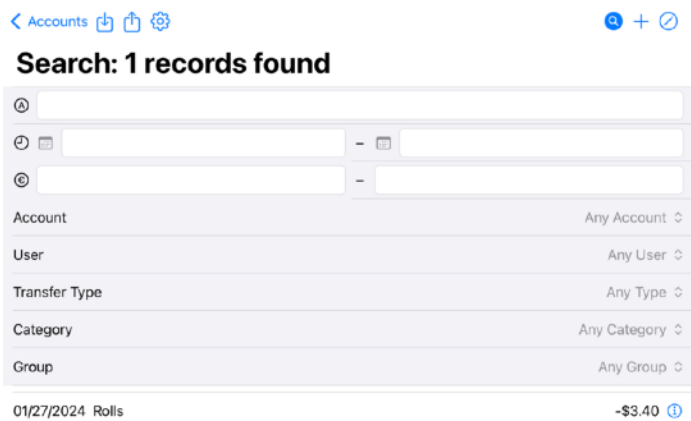 Accounts
Search: 1 records found
A
–
€ –
Account Any Account
User Any User
Transfer Type Any Type
Category Any Category
Group Any Group
01/27/2024 Rolls -$3.40